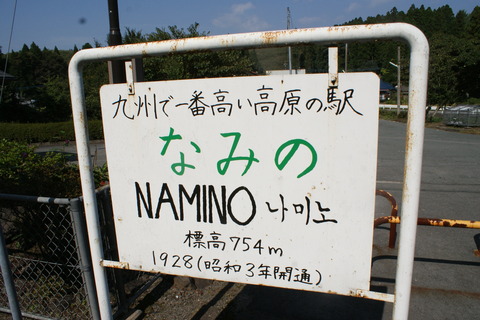 九州で一番高い高原の駅
なみの
NAMINO 나미노
標高754m
1928(昭和3年開通)